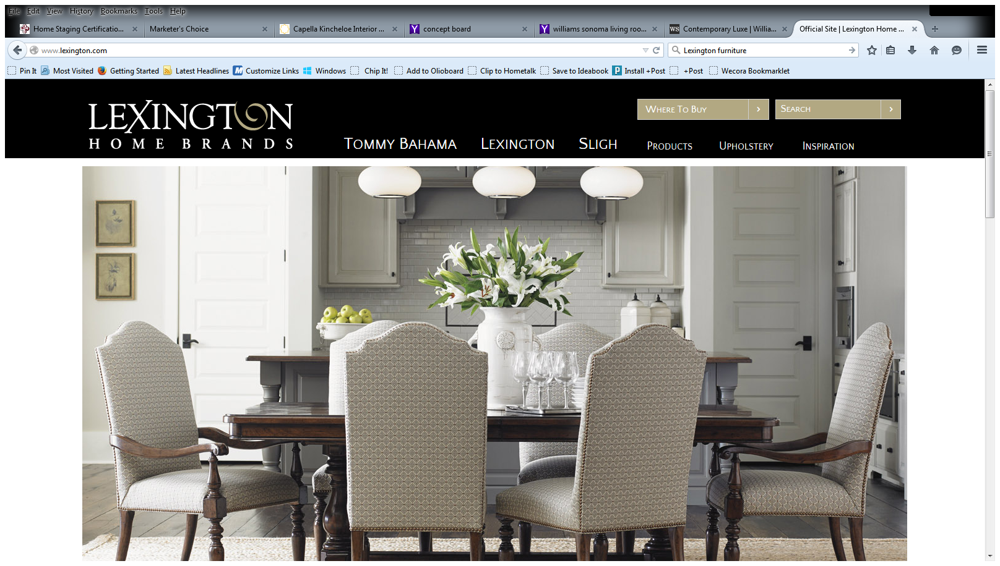 File Edit View History Bookmarks Tools Help
Home Staging Certificatio... Marketer's Choice Capella Kincheloe Interior ... concept board williams sonoma living roo... WS Contemporary Luxe | Willia... Official Site | Lexington Home ...
www.lexington.com Lexington furniture
Pin It Most Visited Getting Started Latest Headlines Customize Links Windows Chip It! Add to Olioboard Clip to Hometalk Save to Ideabook Install +Post +Post Wecora Bookmarklet
WHERE TO BUY SEARCH
LEXINGTON
HOME BRANDS
TOMMY BAHAMA LEXINGTON SLIGH PRODUCTS UPHOLSTERY INSPIRATION